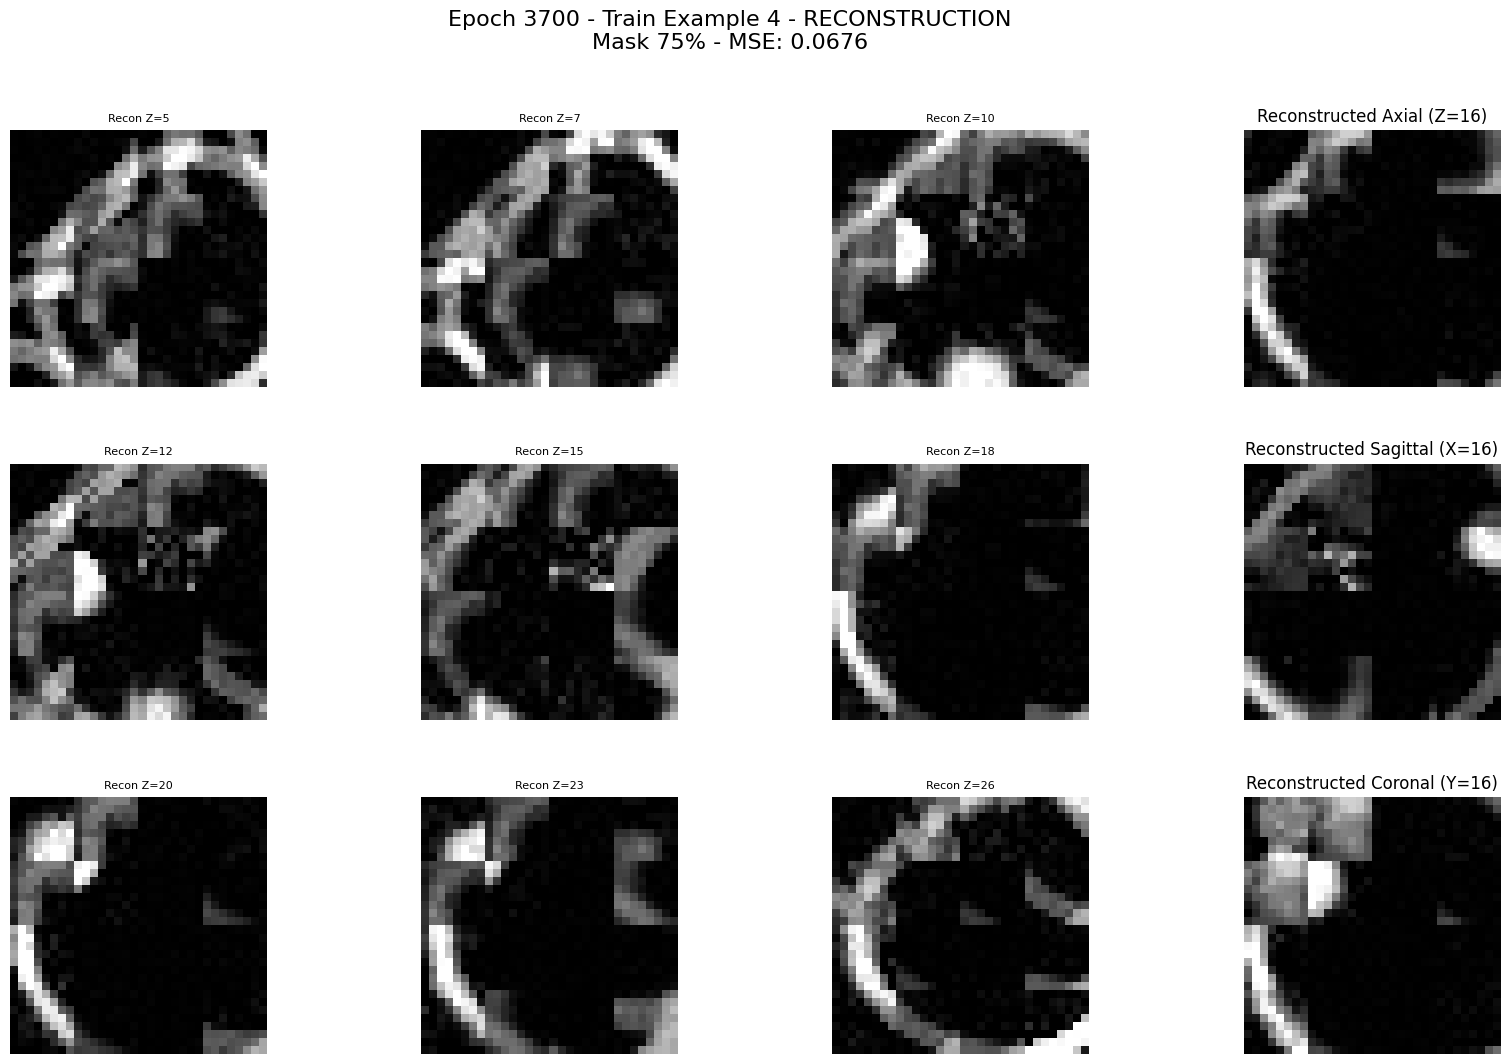 Epoch 3700 - Train Example 4 - RECONSTRUCTION
Mask 75% - MSE: 0.0676
Recon Z=5
Recon Z=7
Recon Z=10
Reconstructed Axial (Z=16)
Recon Z=12
Recon Z=15
Recon Z=18
Reconstructed Sagittal (X=16)
Recon Z=20
Recon Z=23
Recon Z=26
Reconstructed Coronal (Y=16)